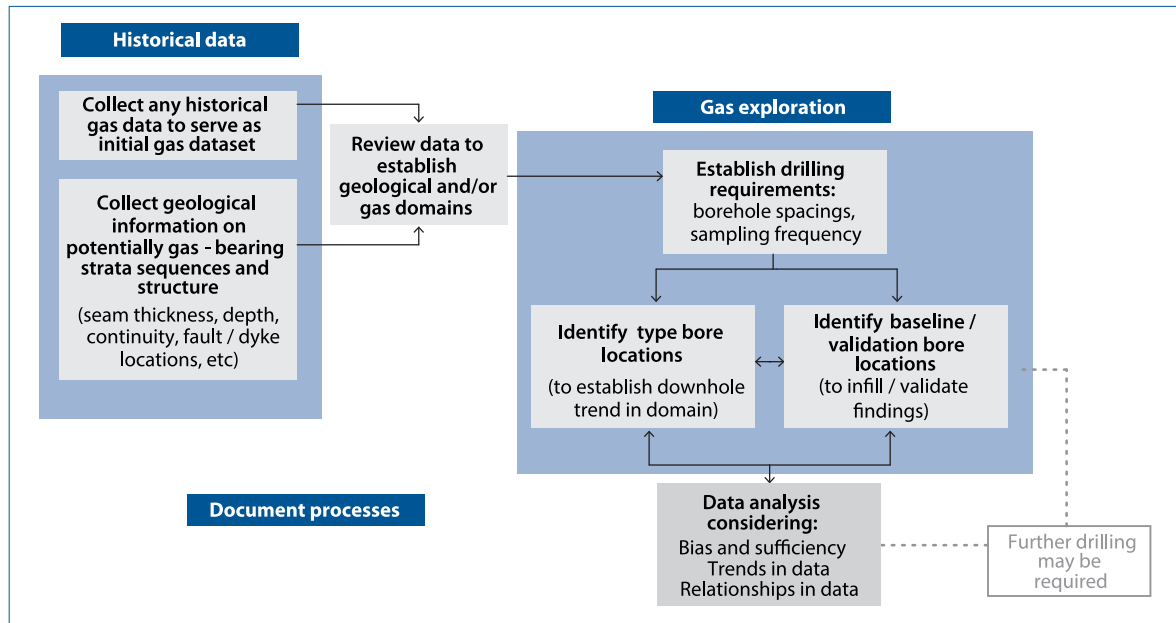 Historical data
Collect any historical
gas data to serve as
initial gas dataset
Collect geological
information on
potentially gas - bearing
strata sequences and
structure
(seam thickness, depth,
continuity, fault / dyke
locations, etc)
Review data to
establish
geological and/or
gas domains
Gas exploration
Establish drilling
requirements:
borehole spacings,
sampling frequency
Identify type bore
locations
(to establish downhole
trend in domain)
Identify baseline /
validation bore
locations
(to infill / validate
findings)
Document processes
Data analysis
considering:
Bias and sufficiency
Trends in data
Relationships in data
Further drilling
may be
required